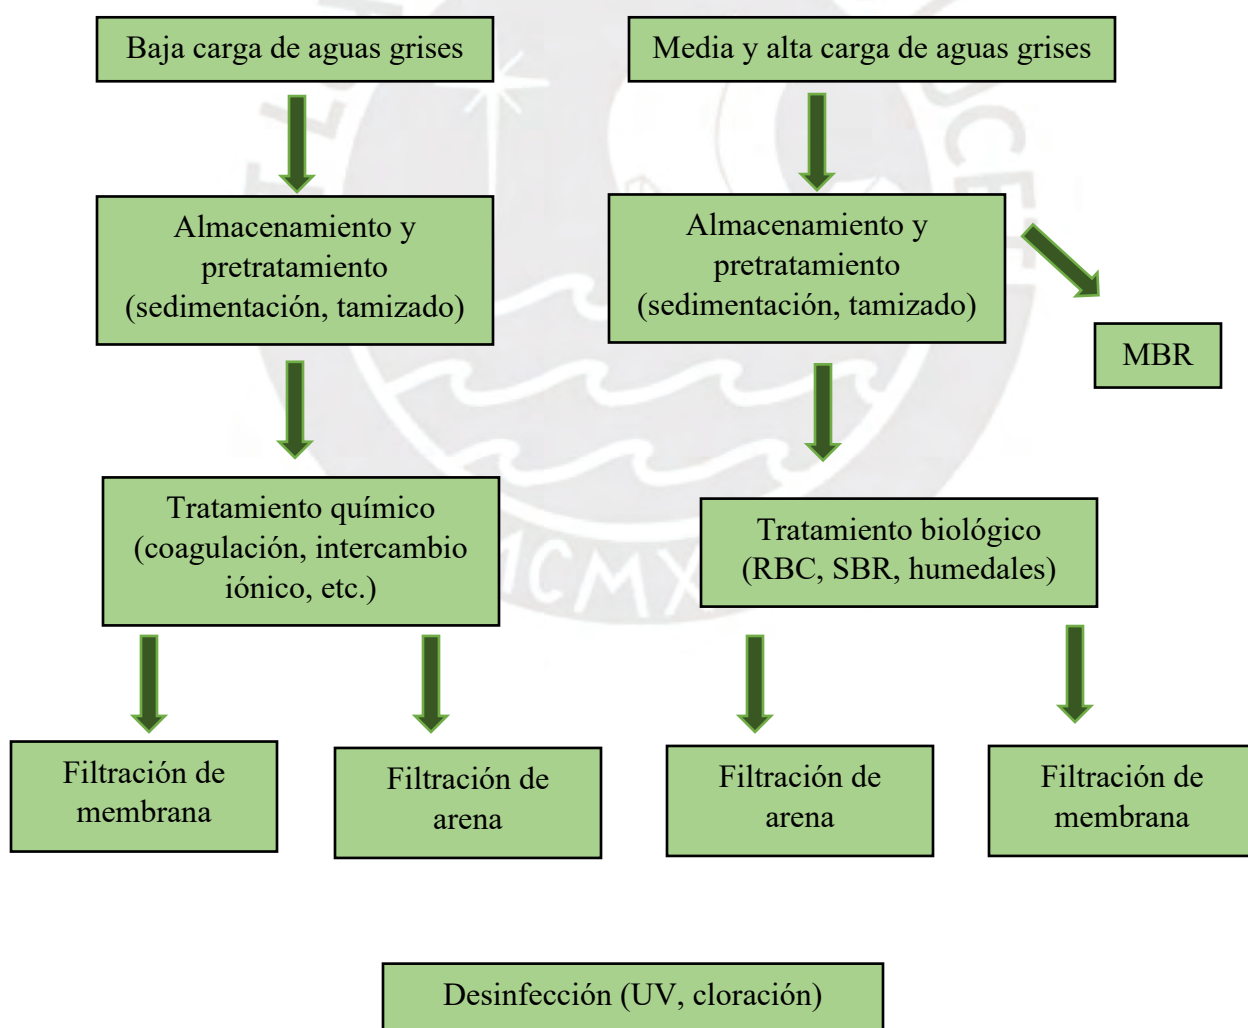 Baja carga de aguas grises
Media y alta carga de aguas grises
Almacenamiento y
pretratamiento
(sedimentación, tamizado)
Almacenamiento y
pretratamiento
(sedimentación, tamizado)
MBR
Tratamiento químico
(coagulación, intercambio
iónico, etc.)
Tratamiento biológico
(RBC, SBR, humedales)
Filtración de
membrana
Filtración de
arena
Filtración de
arena
Filtración de
membrana
Desinfección (UV, cloración)